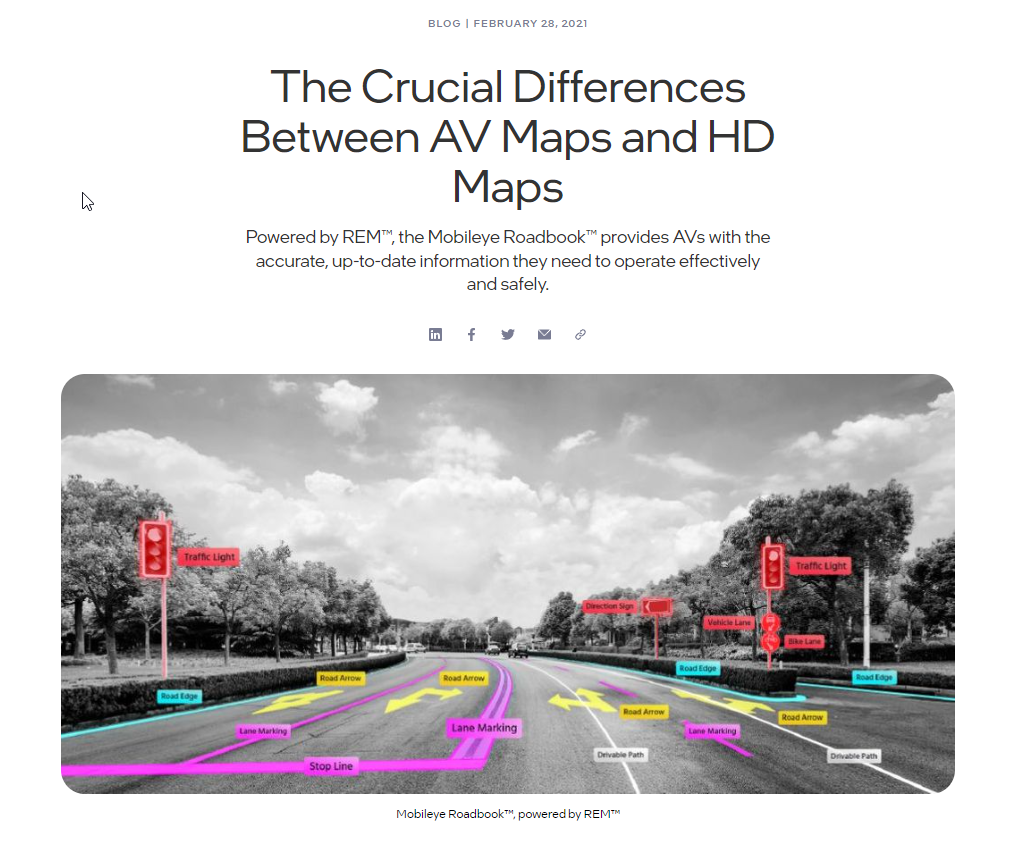 BLOG | FEBRUARY 28, 2021
The Crucial Differences
Between AV Maps and HD
Maps
Powered by REM™, the Mobileye Roadbook™ provides AVs with the
accurate, up-to-date information they need to operate effectively
and safely.
Traffic Light
Traffic Light
Direction Sign
Vehicle Lane
Bike Lane
Road Edge
Road Arrow
Road Arrow
Road Edge
Road Edge
Road Arrow
Road Arrow
Lane Marking
Lane Marking
Lane Marking
Drivable Path
Drivable Path
Stop Line
Mobileye Roadbook™, powered by REM™